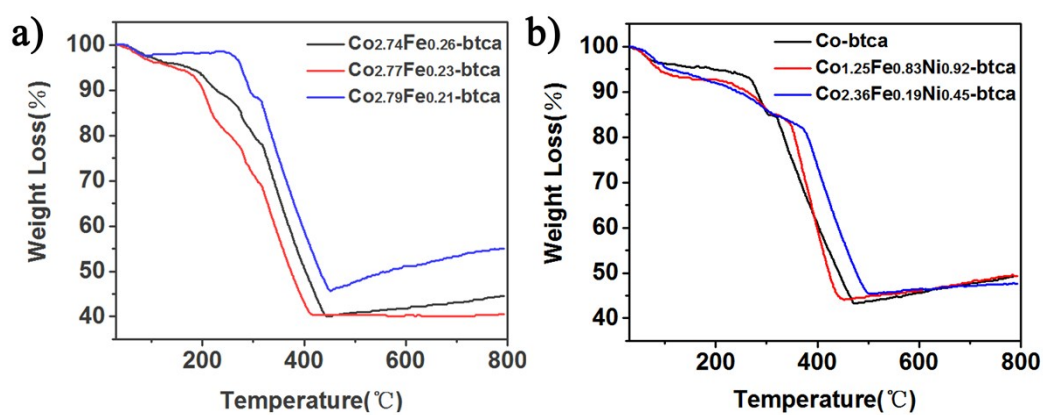 a)
Co2.74Fe0.26-btca
Co2.77Fe0.23-btca
Co2.79Fe0.21-btca
100
90
80
70
60
50
40
Weight Loss(%)
200
400
600
800
Temperature(℃)
b)
Co-btca
Co1.25Fe0.83Ni0.92-btca
Co2.36Fe0.19Ni0.45-btca
100
90
80
70
60
50
40
Weight Loss(%)
200
400
600
800
Temperature(℃)